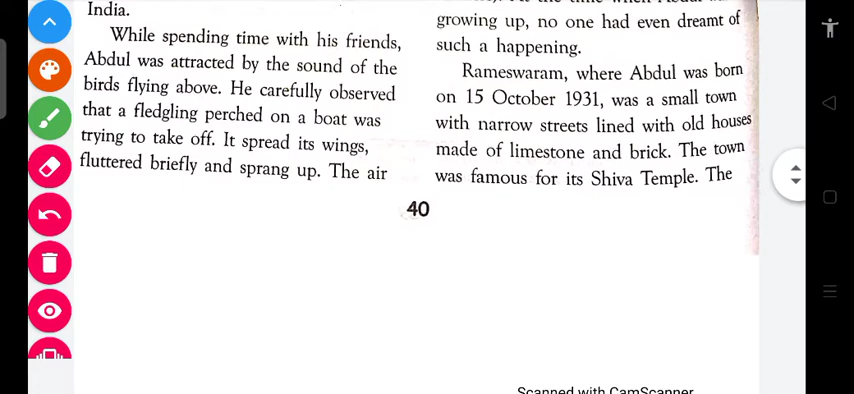 India.
While spending time with his friends,
Abdul was attracted by the sound of the
birds flying above. He carefully observed
that a fledgling perched on a boat was
trying to take off. It spread its wings,
fluttered briefly and sprang up. The air
growing up, no one had even dreamt of
such a happening.
Rameswaram, where Abdul was born
on 15 October 1931, was a small town
with narrow streets lined with old houses
made of limestone and brick. The town
was famous for its Shiva Temple. The
40
Scanned with CamScanner